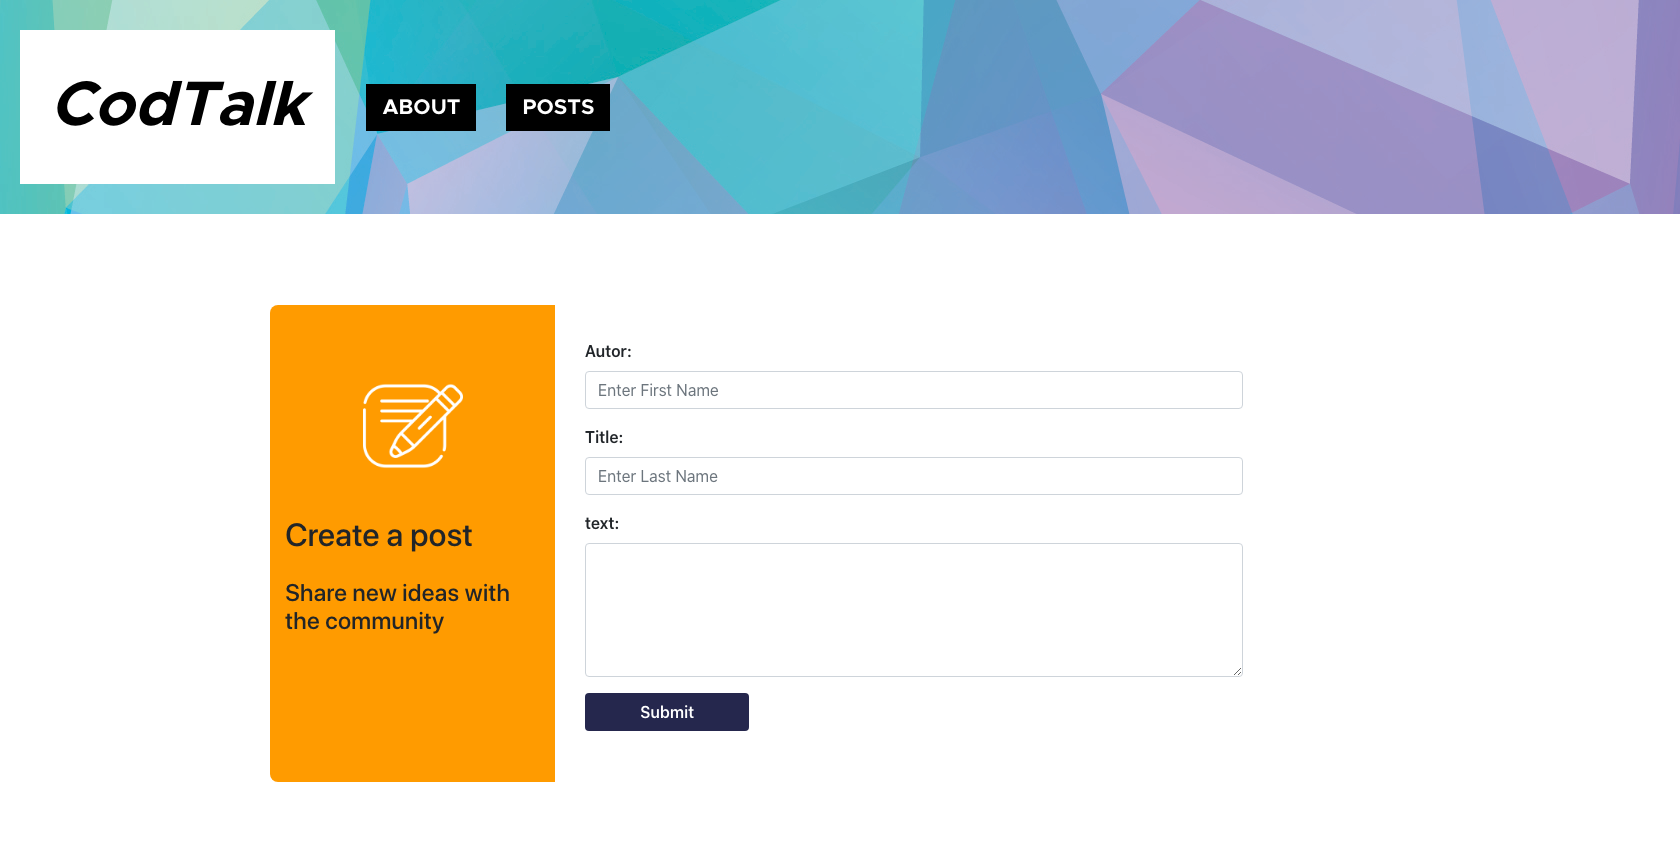 CodTalk
ABOUT
POSTS
Create a post
Share new ideas with
the community
Autor:
Enter First Name
Title:
Enter Last Name
text:
Submit